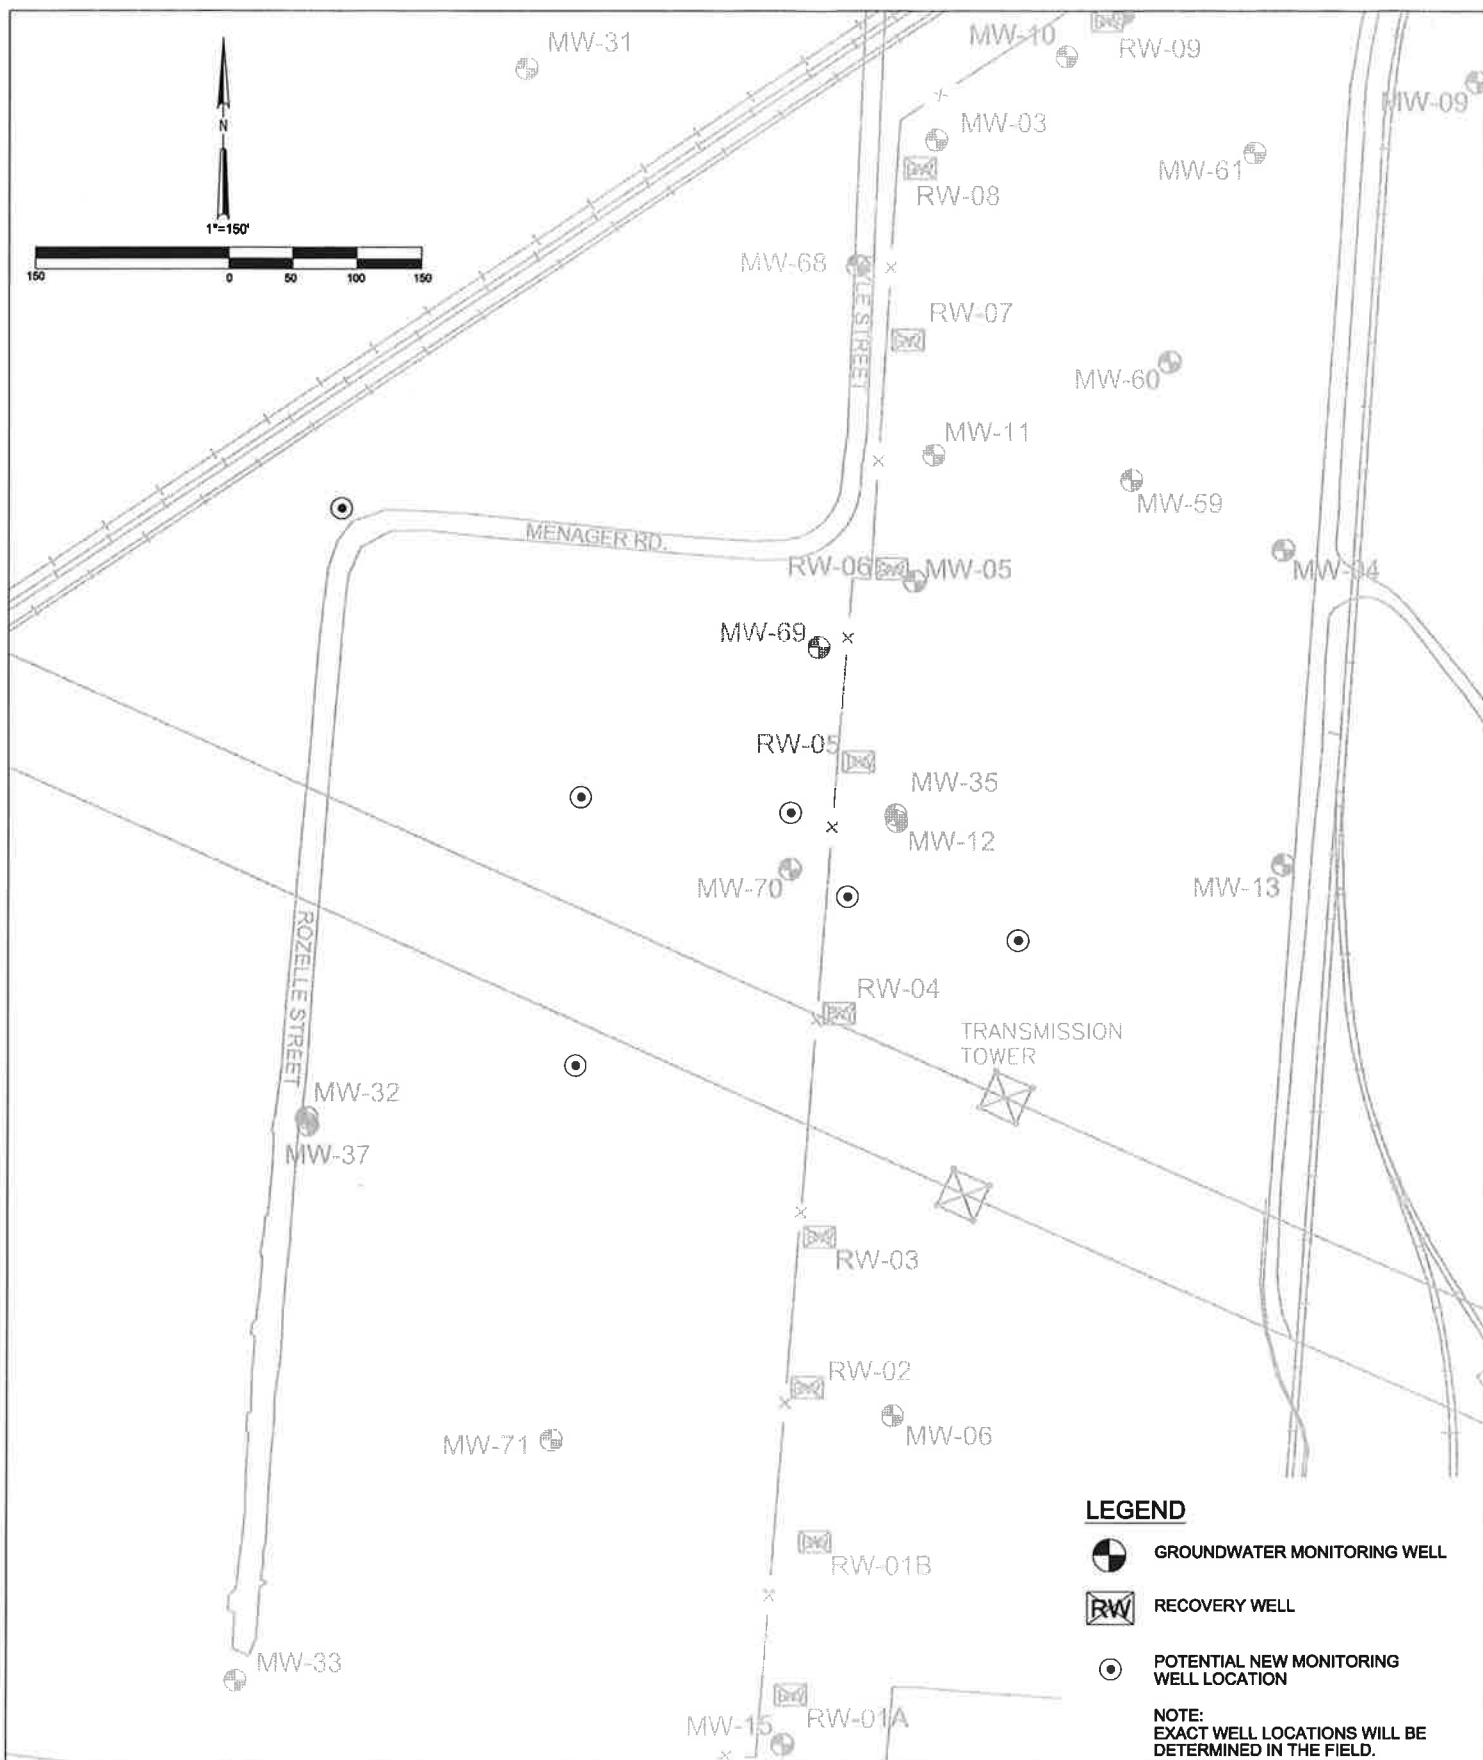 MW-31
MW-10
RW-09
MW-09
N
MW-03
MW-61
RW-08
1"=150'
150
0
50
100
150
MW-68
RW-07
STREET
MW-60
MW-11
MW-59
MENAGER RD.
RW-06
MW-05
MW-04
MW-69
RW-05
MW-35
MW-12
MW-70
MW-13
ROZELLE STREET
RW-04
TRANSMISSION
TOWER
MW-32
MW-37
RW-03
RW-02
MW-71
MW-06
RW-01B
MW-33
RW-01A
MW-15
LEGEND
GROUNDWATER MONITORING WELL
RW
RECOVERY WELL
POTENTIAL NEW MONITORING
WELL LOCATION
NOTE:
EXACT WELL LOCATIONS WILL BE
DETERMINED IN THE FIELD.